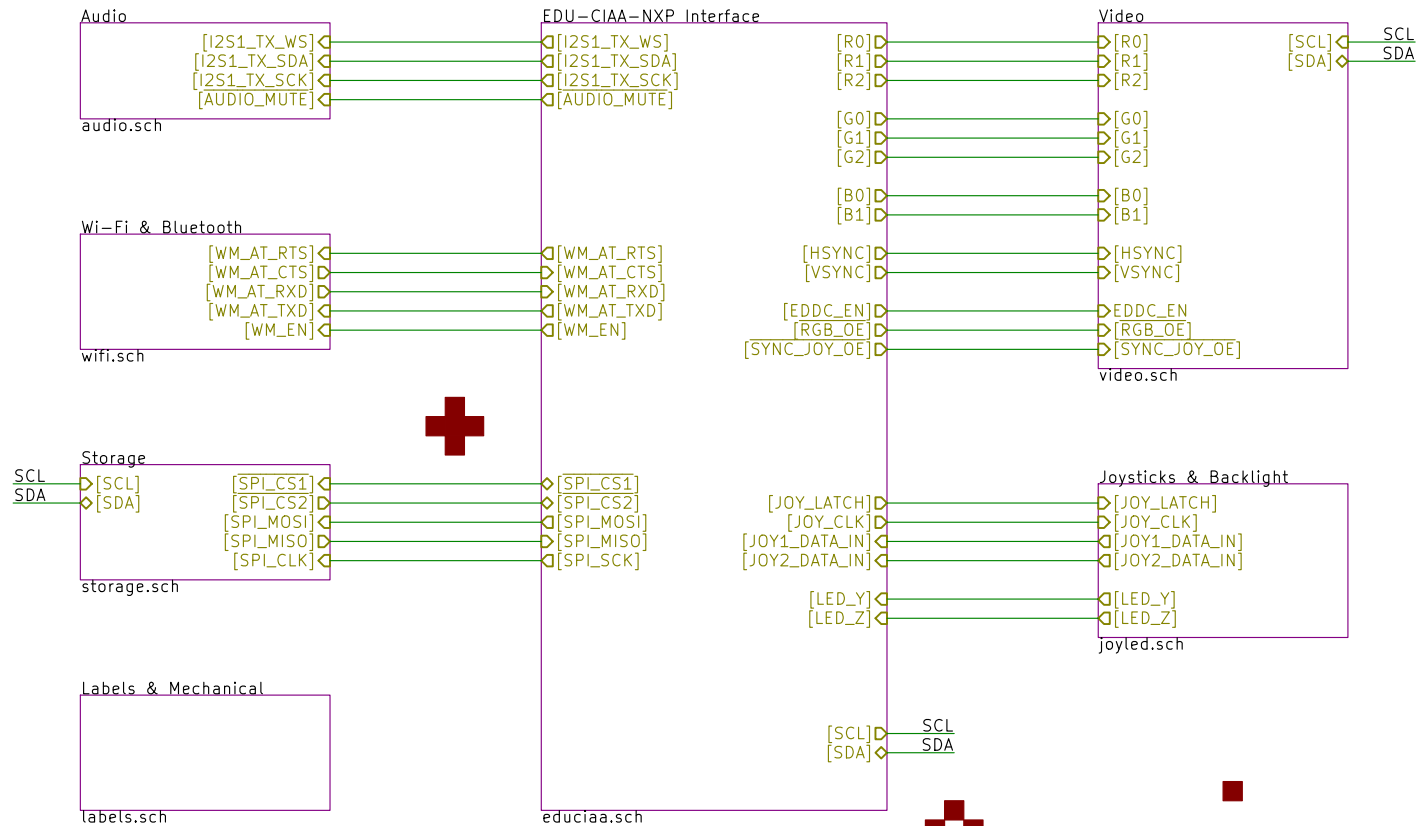 Audio
[I2S1_TX_WS]
[I2S1_TX_SDA]
[I2S1_TX_SCK]
[AUDIO_MUTE]
audio.sch
Wi-Fi & Bluetooth
[WM_AT_RTS]
[WM_AT_CTS]
[WM_AT_RXD]
[WM_AT_TXD]
[WM_EN]
wifi.sch
Storage
SCL
SDA
[SCL]
[SDA]
[SPI_CS1]
[SPI_CS2]
[SPI_MOSI]
[SPI_MISO]
[SPI_CLK]
storage.sch
Labels & Mechanical
labels.sch
EDU-CIAA-NXP Interface
[I2S1_TX_WS]
[I2S1_TX_SDA]
[I2S1_TX_SCK]
[AUDIO_MUTE]
[WM_AT_RTS]
[WM_AT_CTS]
[WM_AT_RXD]
[WM_AT_TXD]
[WM_EN]
[SPI_CS1]
[SPI_CS2]
[SPI_MOSI]
[SPI_MISO]
[SPI_SCK]
[R0]
[R1]
[R2]
[G0]
[G1]
[G2]
[B0]
[B1]
[HSYNC]
[VSYNC]
[EDDC_EN]
[RGB_OE]
[SYNC_JOY_OE]
[JOY_LATCH]
[JOY_CLK]
[JOY1_DATA_IN]
[JOY2_DATA_IN]
[LED_Y]
[LED_Z]
[SCL]
[SDA]
SCL
SDA
educiaa.sch
Video
[R0]
[R1]
[R2]
[G0]
[G1]
[G2]
[B0]
[B1]
[HSYNC]
[VSYNC]
EDDC_EN
[RGB_OE]
[SYNC_JOY_OE]
[SCL]
[SDA]
SCL
SDA
video.sch
Joysticks & Backlight
[JOY_LATCH]
[JOY_CLK]
[JOY1_DATA_IN]
[JOY2_DATA_IN]
[LED_Y]
[LED_Z]
joyled.sch